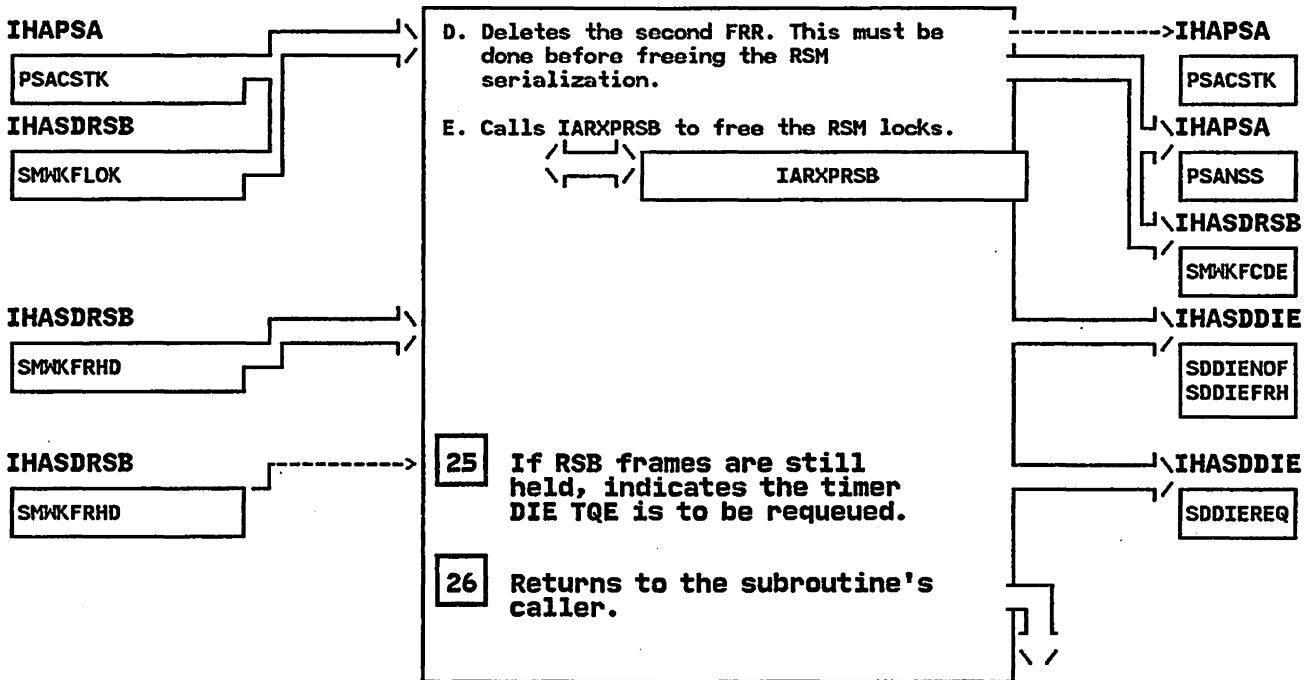 IHAPSA
PSACSTK
IHASDRSB
SMWKFLOK
IHASDRSB
SMWKFRHD
IHASDRSB
SMWKFRHD
D. Deletes the second FRR. This must be
done before freeing the RSM
serialization.
E. Calls IARXPRSB to free the RSM locks.
IARXPRSB
25 If RSB frames are still
held, indicates the timer
DIE TQE is to be requeued.
26 Returns to the subroutine's
caller.
IHAPSA
PSACSTK
IHAPSA
PSANSS
IHASDRSB
SMWKFCDE
IHASDDIE
SDDIENOF
SDDIEFRH
IHASDDIE
SDDIEREQ